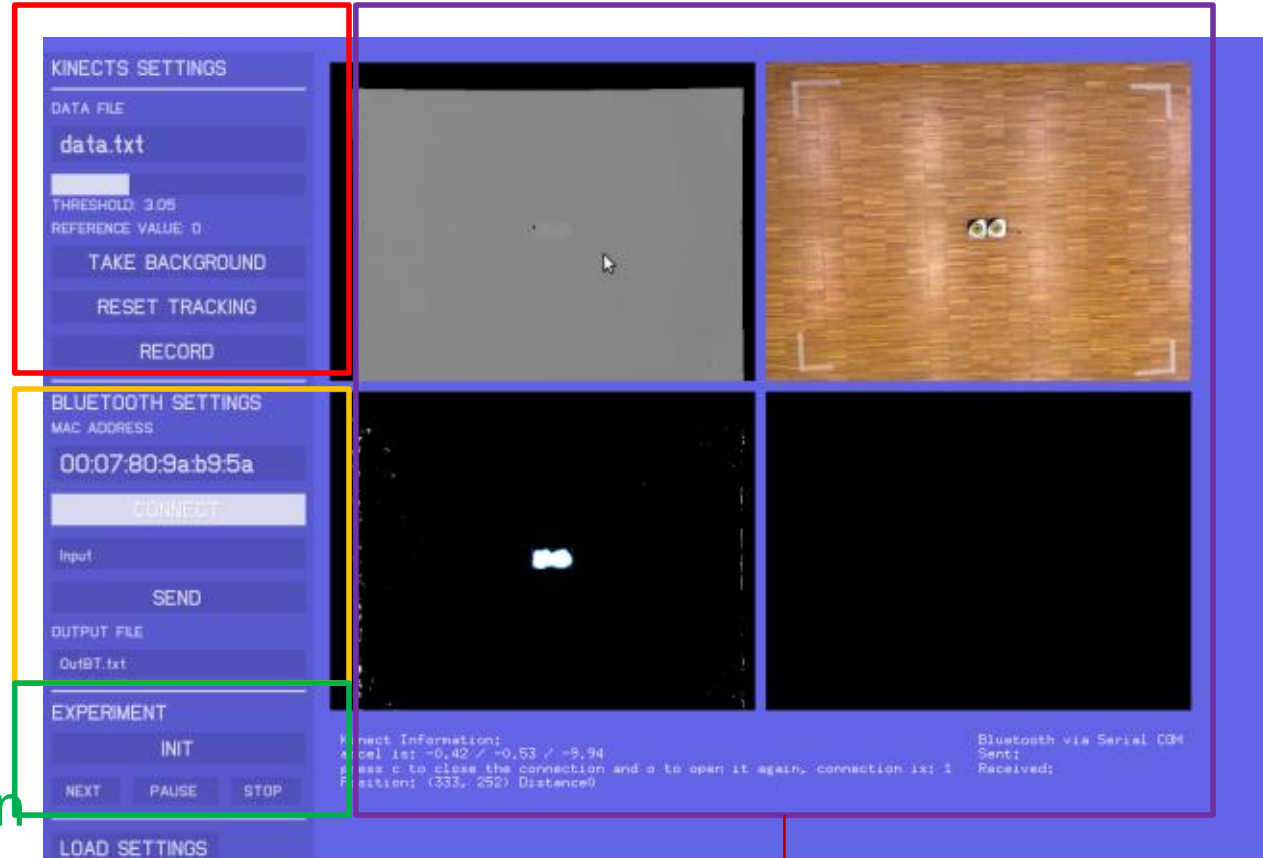 KINECTS SETTINGS
DATA FILE
data.txt
THRESHOLD: 3.05
REFERENCE VALUE: 0
TAKE BACKGROUND
RESET TRACKING
RECORD
BLUETOOTH SETTINGS
MAC ADDRESS
00:07:80:9a:b9:5a
CONNECT
Input
SEND
OUTPUT FILE
OutBT.txt
EXPERIMENT
INIT
NEXT PAUSE STOP
n
LOAD SETTINGS
Kinect Information:
accel is: -0.42 / -0.53 / -9.94
press c to close the connection and o to open it again, connection is: 1
Position: (333, 252) Distance0
Bluetooth via Serial COM
Sent:
Received: